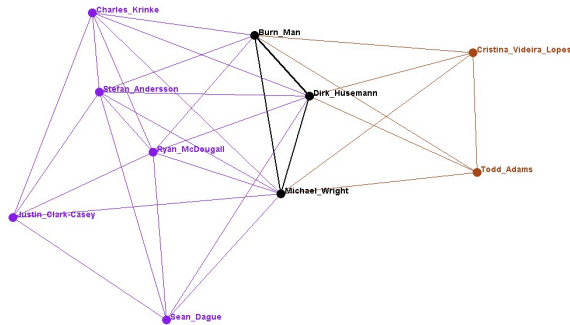 Charles_Krinke
Burn_Man
Cristina_Videira_Lopes
Stefan_Andersson
Dirk_Husemann
Ryan_McDougall
Todd_Adams
Michael_Wright
Justin_Clark-Casey
Sean_Dague